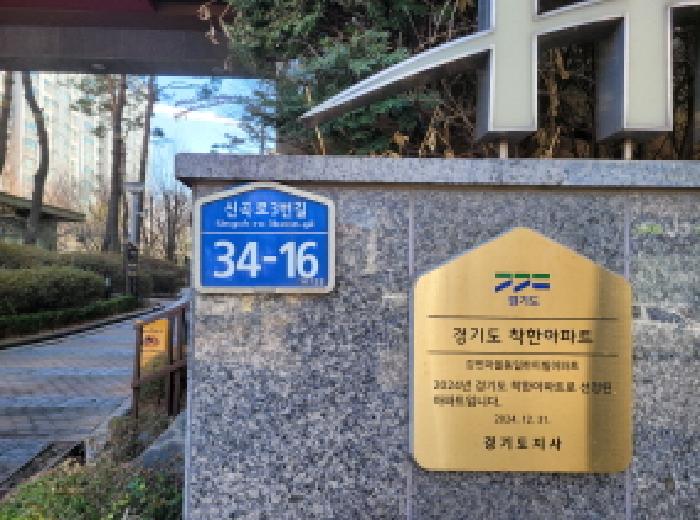 신곡로3번길
Singok-ro 3beon-gil
34-16
경기도
경기도 착한아파트
2024년 경기도 착한아파트로 선정된
아파트입니다.
2024. 12. 31.
경기도지사